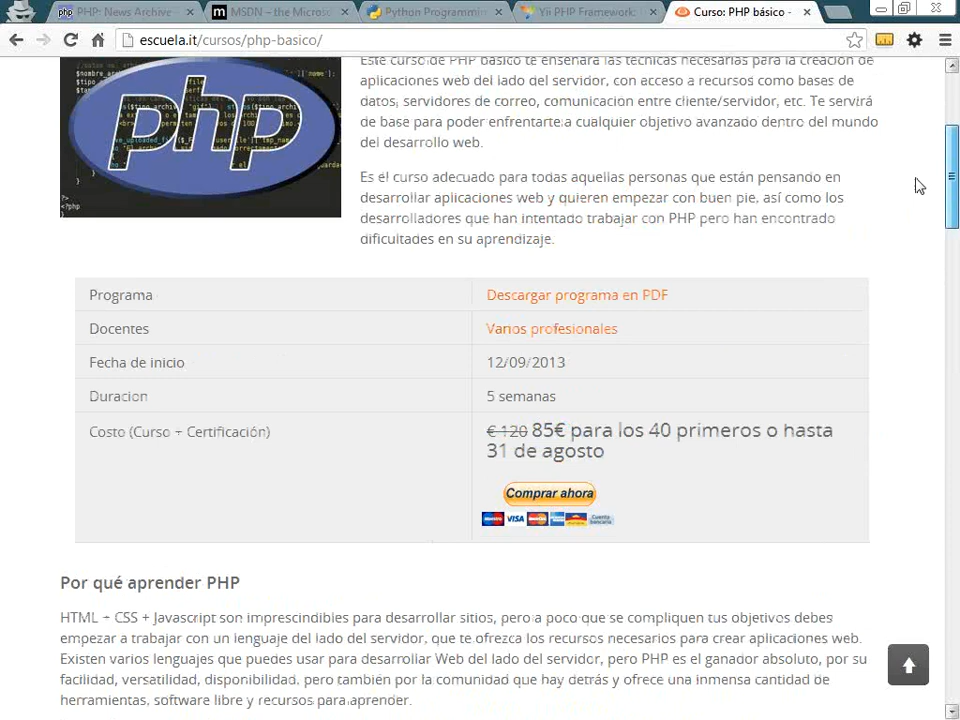 PHP: News Archive -
MSDN – the Microso
Python Programmin
Yii PHP Framework:
Curso: PHP básico -
escuela.it/cursos/php-basico/
Este curso de PHP básico te enseñará las técnicas necesarias para la creación de
aplicaciones web del lado del servidor, con acceso a recursos como bases de
datos, servidores de correo, comunicación entre cliente/servidor, etc. Te servirá
de base para poder enfrentarte a cualquier objetivo avanzado dentro del mundo
del desarrollo web.
php
Es el curso adecuado para todas aquellas personas que están pensando en
desarrollar aplicaciones web y quieren empezar con buen pie, así como los
desarrolladores que han intentado trabajar con PHP pero han encontrado
dificultades en su aprendizaje.
?>
<?php
Programa
Descargar programa en PDF
Docentes
Varios profesionales
Fecha de inicio
12/09/2013
Duracion
5 semanas
Costo (Curso + Certificación)
€ 120 85€ para los 40 primeros o hasta
31 de agosto
Comprar ahora
VISA
Cuenta
bancaria
Por qué aprender PHP
HTML + CSS + Javascript son imprescindibles para desarrollar sitios, pero a poco que se compliquen tus objetivos debes
empezar a trabajar con un lenguaje del lado del servidor, que te ofrezca los recursos necesarios para crear aplicaciones web.
Existen varios lenguajes que puedes usar para desarrollar Web del lado del servidor, pero PHP es el ganador absoluto, por su
facilidad, versatilidad, disponibilidad, pero también por la comunidad que hay detrás y ofrece una inmensa cantidad de
herramientas, software libre y recursos para aprender.